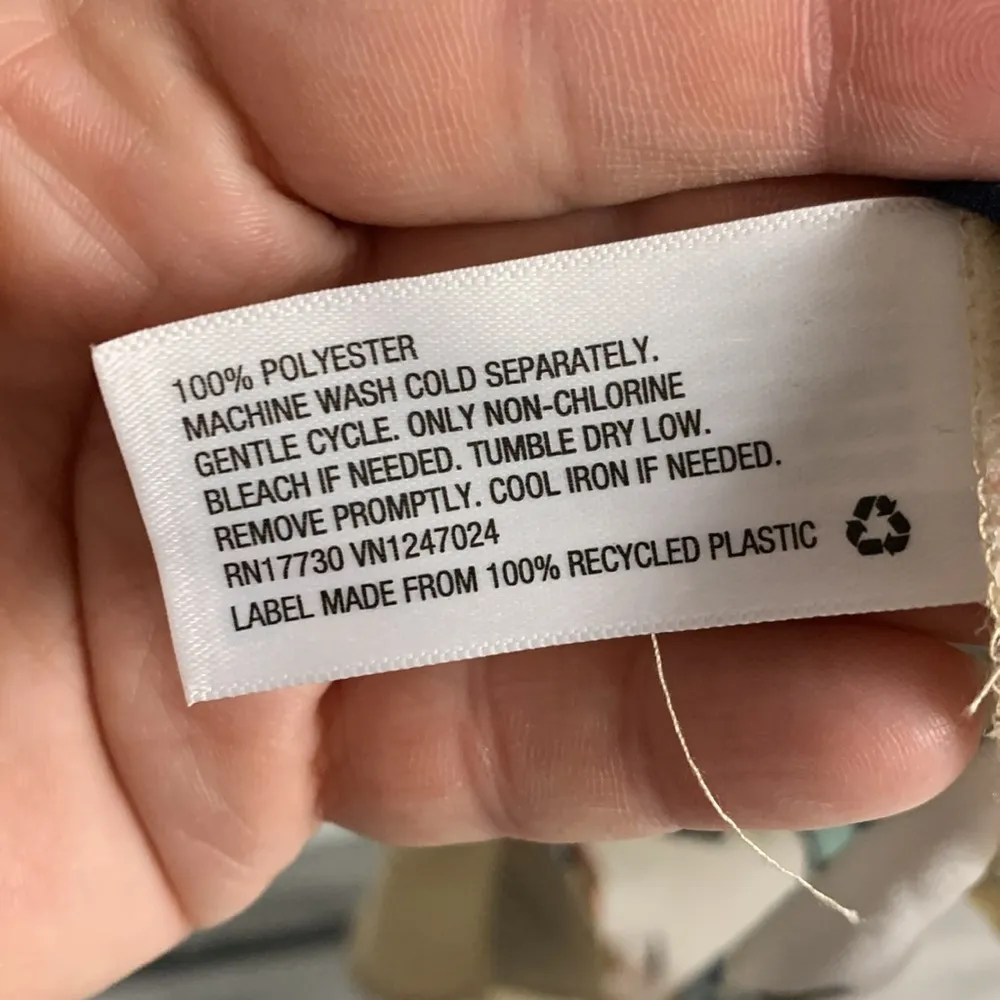 100% POLYESTER
MACHINE WASH COLD SEPARATELY.
GENTLE CYCLE. ONLY NON-CHLORINE
BLEACH IF NEEDED. TUMBLE DRY LOW.
REMOVE PROMPTLY. COOL IRON IF NEEDED.
RN17730 VN1247024
LABEL MADE FROM 100% RECYCLED PLASTIC